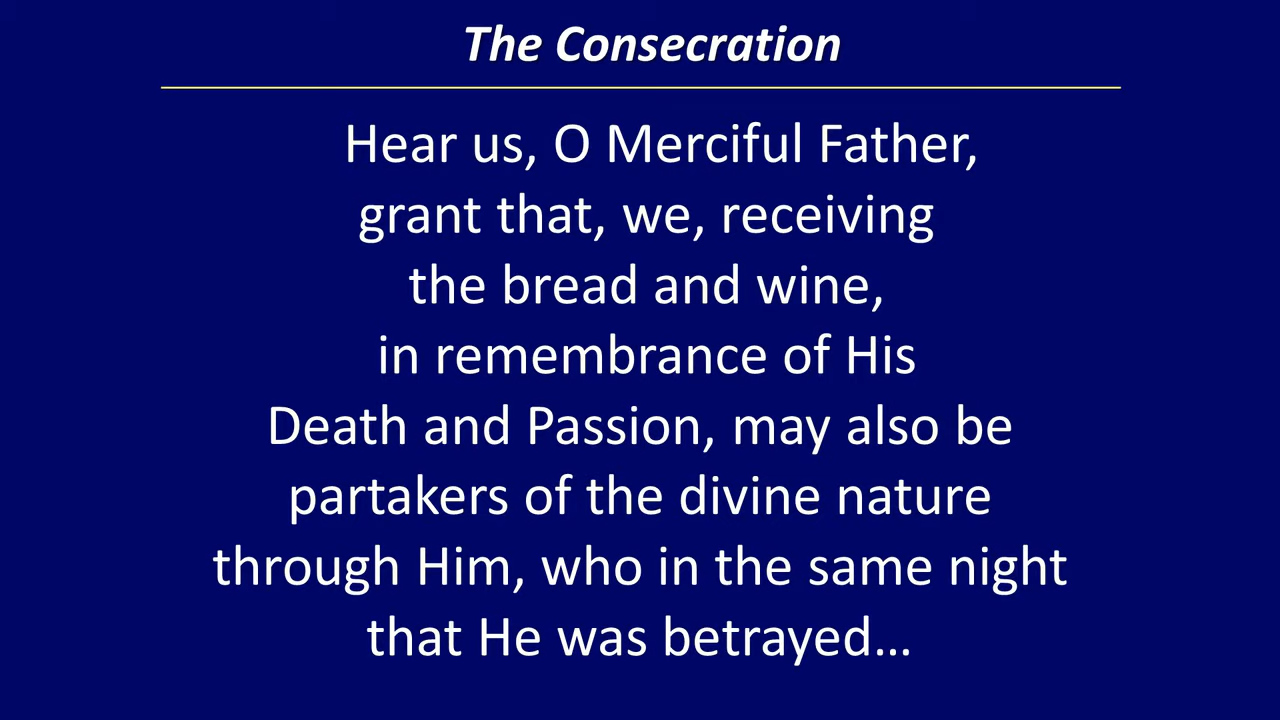 The Consecration
Hear us, O Merciful Father,
grant that, we, receiving
the bread and wine,
in remembrance of His
Death and Passion, may also be
partakers of the divine nature
through Him, who in the same night
that He was betrayed…